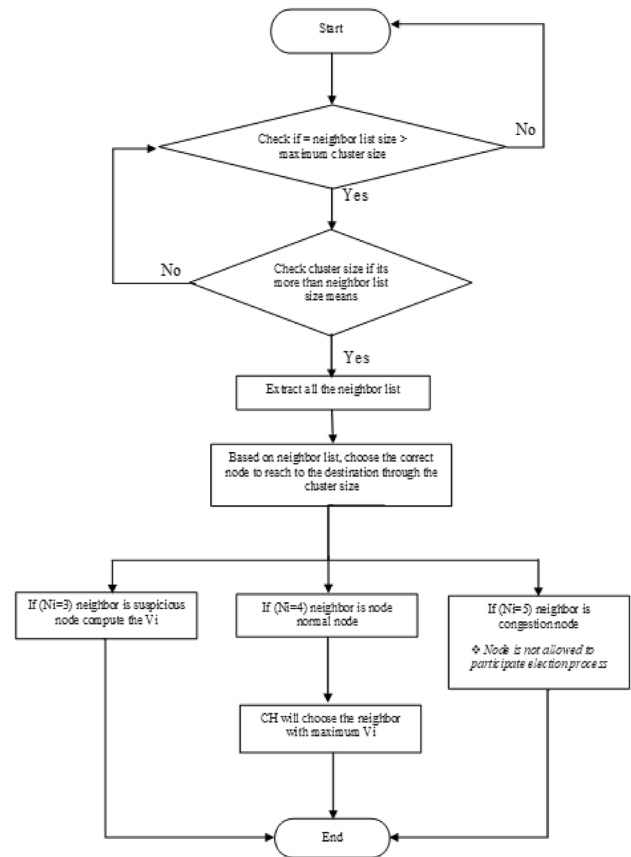 Start
Check if = neighbor list size >
maximum cluster size
No
Yes
Check cluster size if its
more than neighbor list
size means
No
Yes
Extract all the neighbor list
Based on neighbor list, choose the correct
node to reach to the destination through the
cluster size
If (Ni=3) neighbor is suspicious
node compute the Vi
If (Ni=4) neighbor is node
normal node
If (Ni=5) neighbor is
congestion node
❖ Node is not allowed to
participate election process
CH will choose the neighbor
with maximum Vi
End